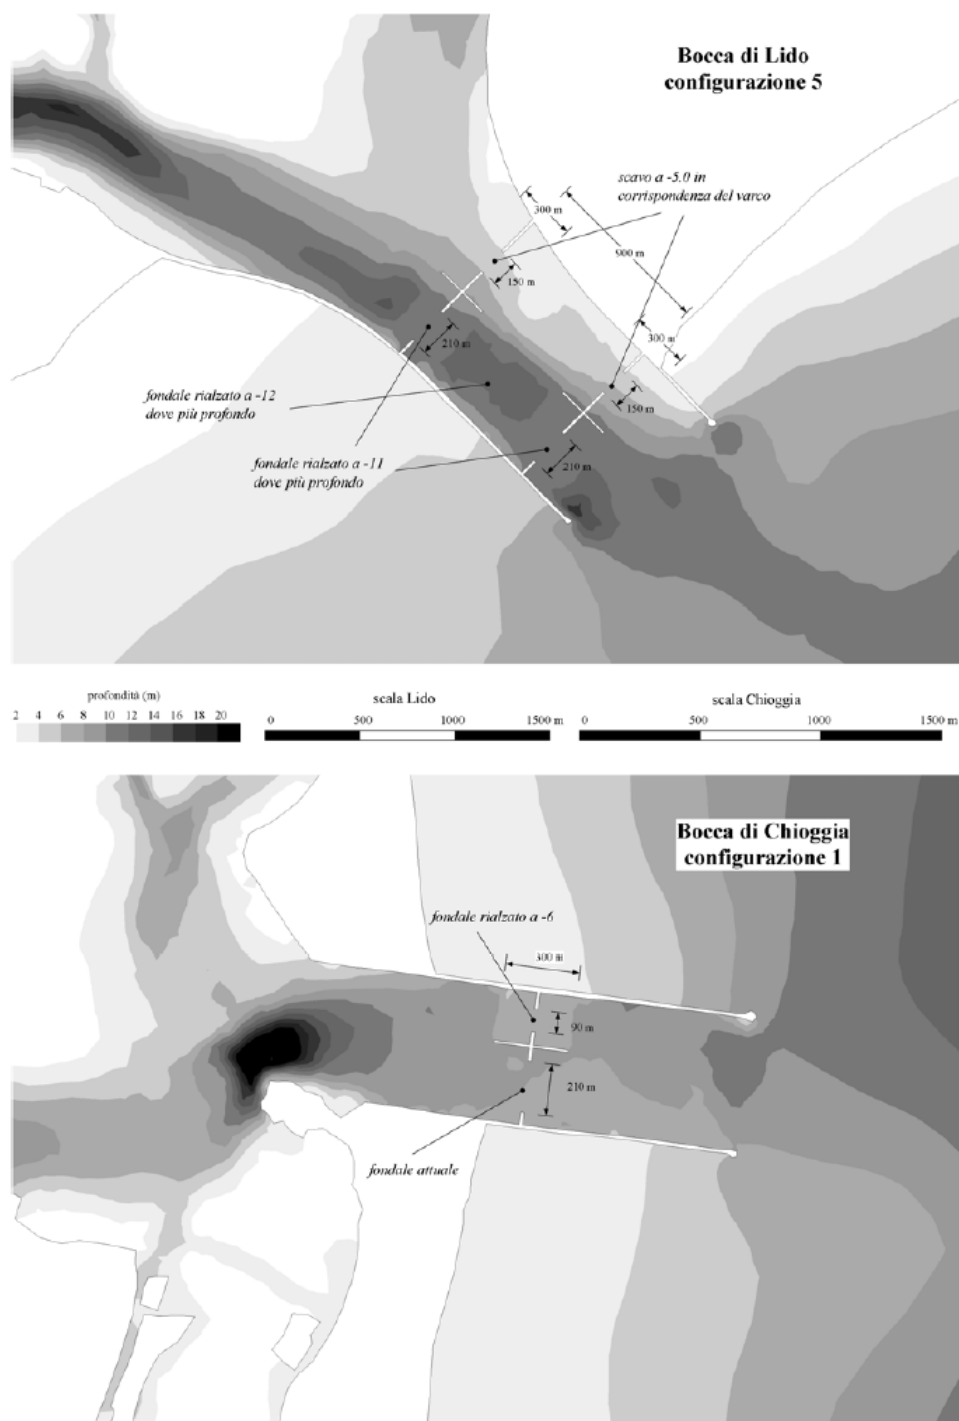 Bocca di Lido
configurazione 5
scavo a -5.0 in
corrispondenza del varco
300 m
900 m
150 m
300 m
210 m
150 m
fondale rialzato a -12
dove più profondo
fondale rialzato a -11
dove più profondo
210 m
profondità (m)
2 4 6 8 10 12 14 16 18 20
scala Lido
0 500 1000 1500 m
scala Chioggia
0 500 1000 1500 m
Bocca di Chioggia
configurazione 1
fondale rialzato a -6
300 m
90 m
210 m
fondale attuale